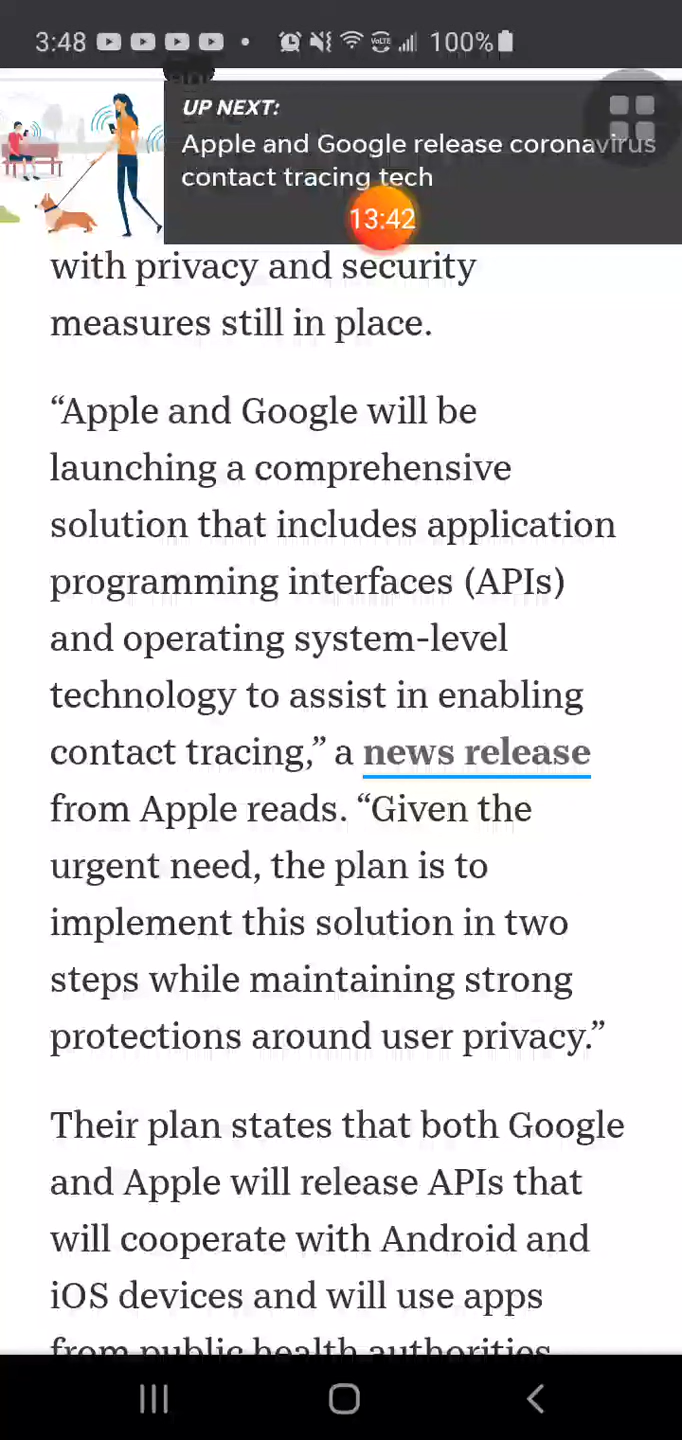 3:48 100%
UP NEXT:
Apple and Google release coronavirus
contact tracing tech
13:42
with privacy and security
measures still in place.
“Apple and Google will be
launching a comprehensive
solution that includes application
programming interfaces (APIs)
and operating system-level
technology to assist in enabling
contact tracing,” a news release
from Apple reads. “Given the
urgent need, the plan is to
implement this solution in two
steps while maintaining strong
protections around user privacy.”
Their plan states that both Google
and Apple will release APIs that
will cooperate with Android and
iOS devices and will use apps
from public health authorities